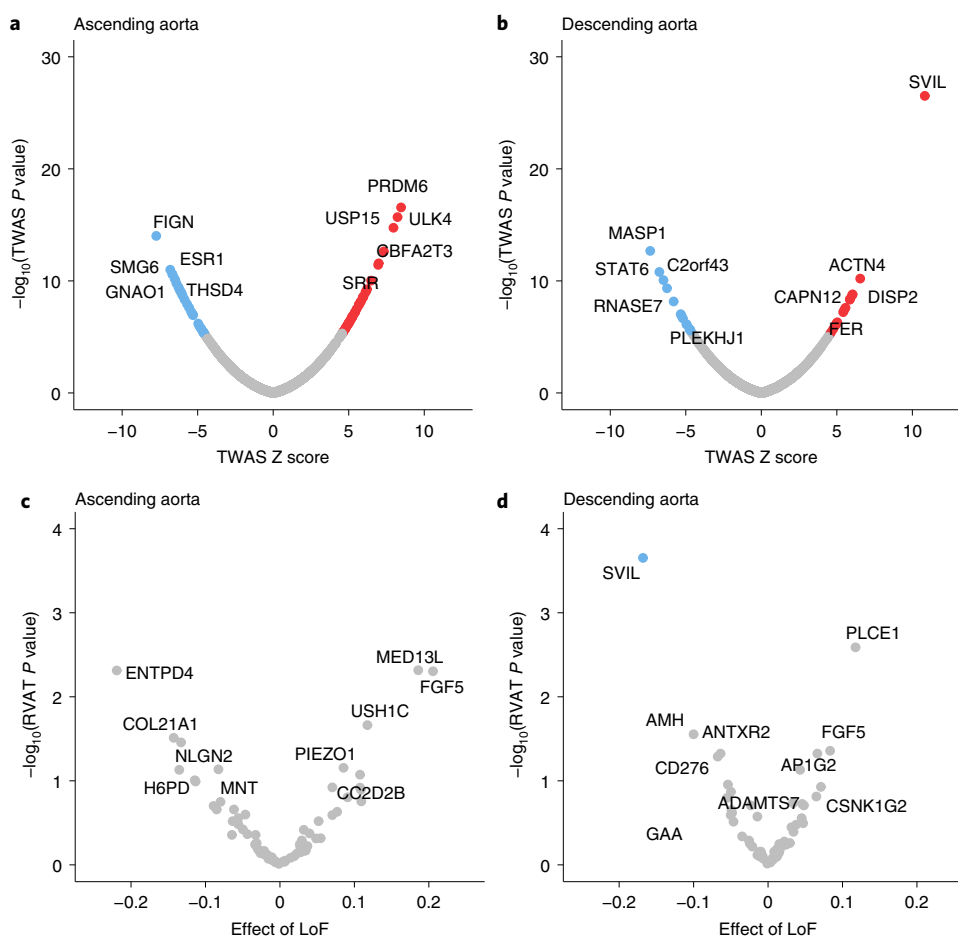 a Ascending aorta
30
20
10
0
−log10(TWAS P value)
PRDM6
USP15
ULK4
FIGN
CBFA2T3
ESR1
SMG6
GNAO1
THSD4
SRR
−10 −5 0 5 10
TWAS Z score
b Descending aorta
30
20
10
0
−log10(TWAS P value)
SVIL
MASP1
STAT6
C2orf43
ACTN4
RNASE7
CAPN12
DISP2
PLEKHJ1
FER
−10 −5 0 5 10
TWAS Z score
c Ascending aorta
4
3
2
1
0
−log10(RVAT P value)
ENTPD4
MED13L
FGF5
COL21A1
USH1C
NLGN2
PIEZO1
H6PD
MNT
CC2D2B
−0.2 −0.1 0 0.1 0.2
Effect of LoF
d Descending aorta
4
3
2
1
0
−log10(RVAT P value)
SVIL
PLCE1
AMH
ANTXR2
FGF5
CD276
AP1G2
ADAMTS7
CSNK1G2
GAA
−0.2 −0.1 0 0.1 0.2
Effect of LoF